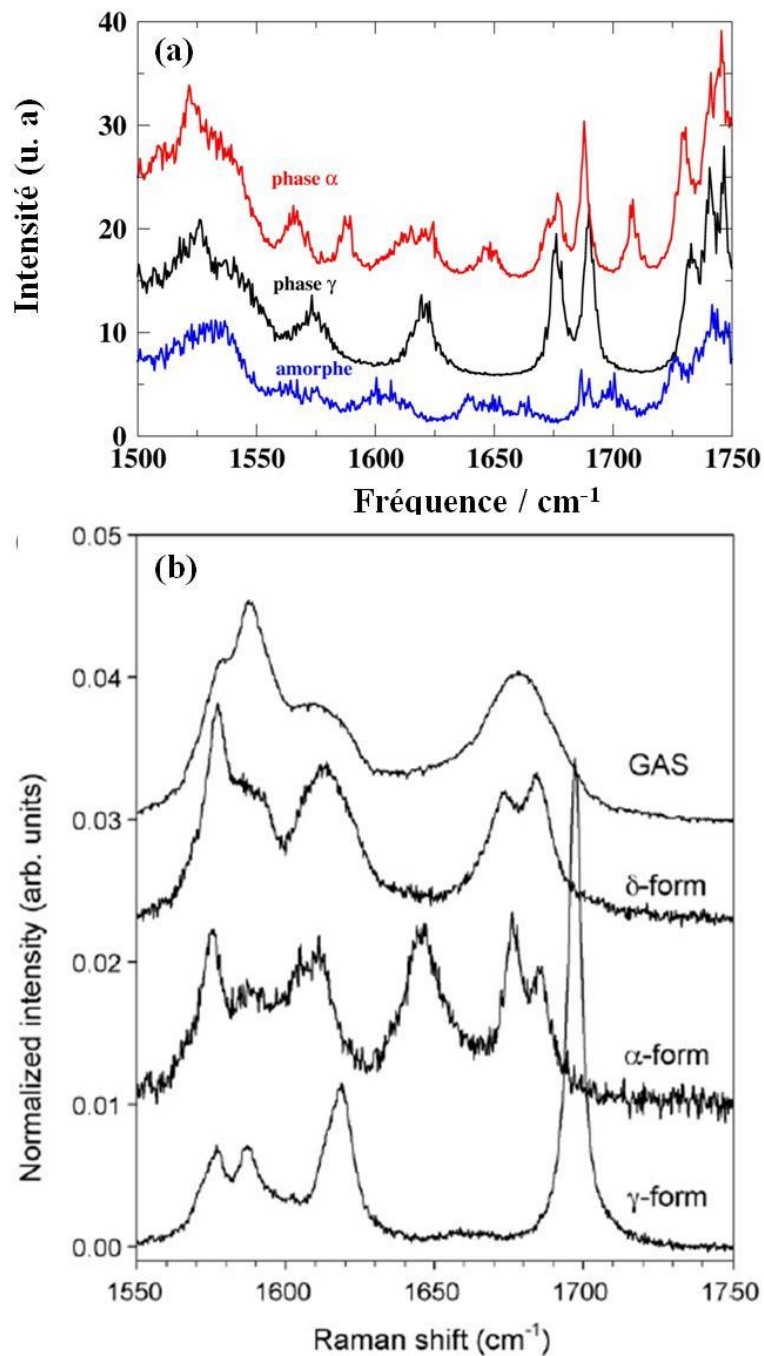 (a)
40
30
20
10
0
Intensité (u. a)
phase α
phase γ
amorphe
1500 1550 1600 1650 1700 1750
Fréquence / cm-1
(b)
0.05
0.04
0.03
0.02
0.01
0.00
Normalized intensity (arb. units)
GAS
δ-form
α-form
γ-form
1550 1600 1650 1700 1750
Raman shift (cm-1)